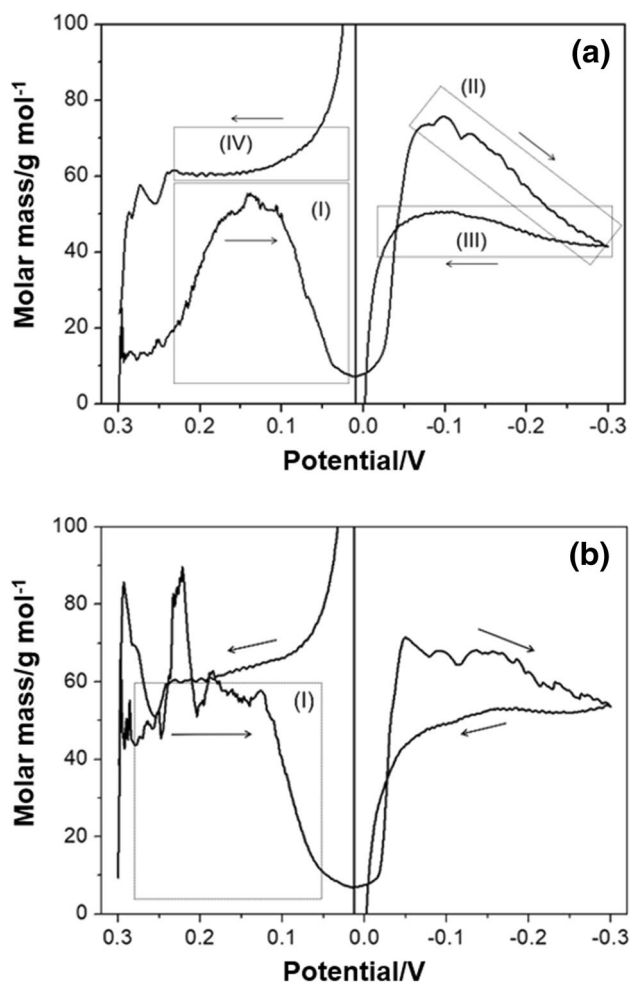 (a)
Molar mass/g mol⁻¹
100
80
60
40
20
0
(IV)
(I)
(II)
(III)
0.3 0.2 0.1 0.0 -0.1 -0.2 -0.3
Potential/V
(b)
Molar mass/g mol⁻¹
100
80
60
40
20
0
(I)
0.3 0.2 0.1 0.0 -0.1 -0.2 -0.3
Potential/V